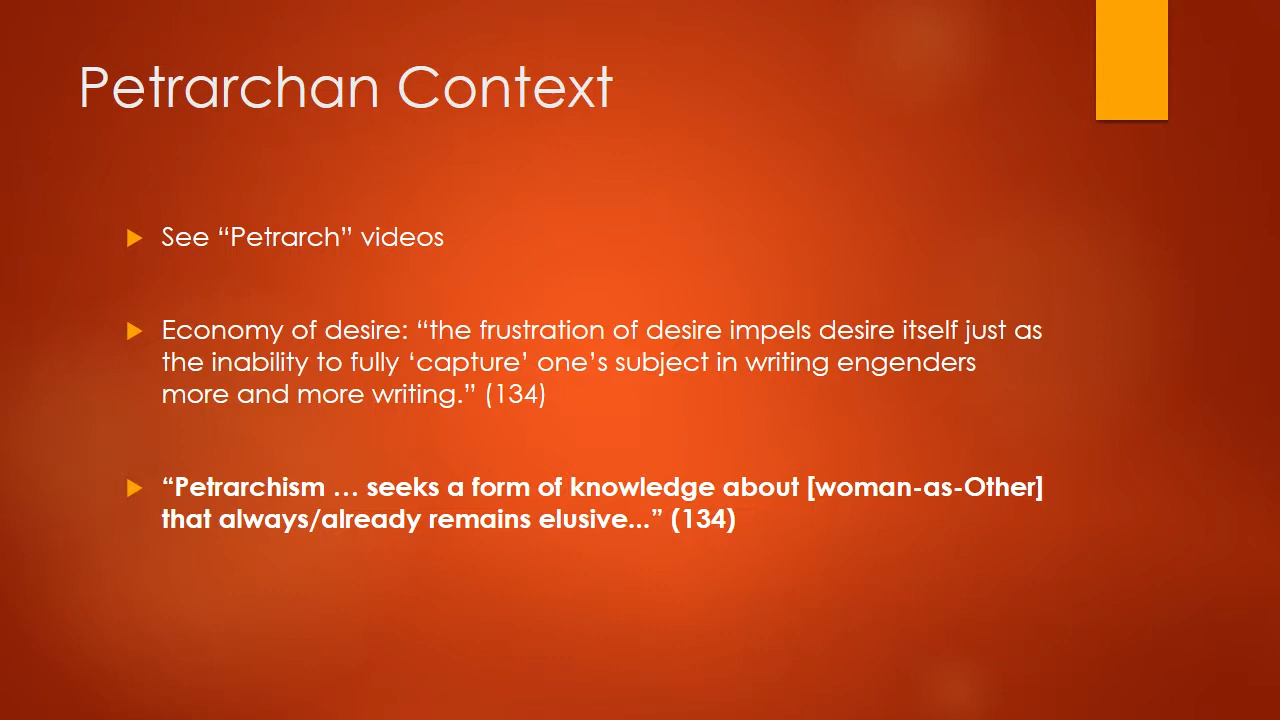 Petrarchan Context
See “Petrarch” videos
Economy of desire: “the frustration of desire impels desire itself just as
the inability to fully ‘capture’ one’s subject in writing engenders
more and more writing.” (134)
“Petrarchism … seeks a form of knowledge about [woman-as-Other]
that always/already remains elusive...” (134)